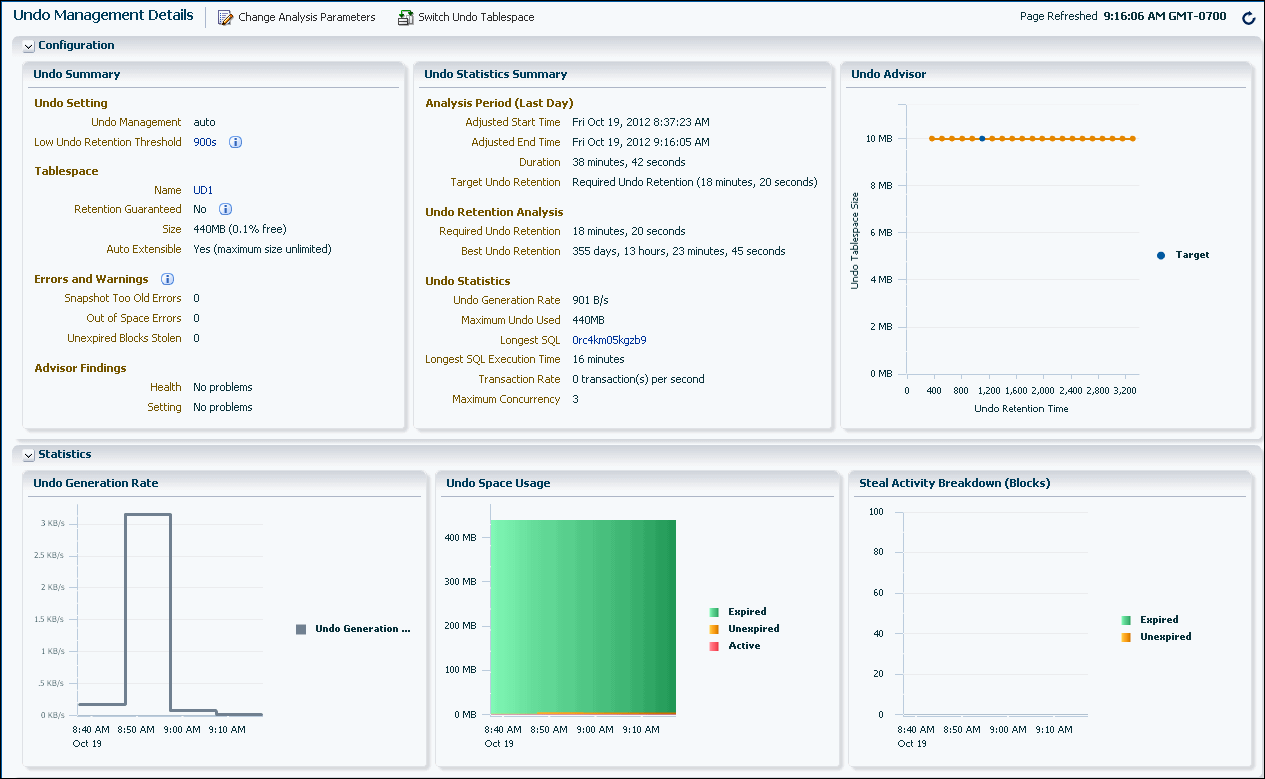 Undo Management Details Change Analysis Parameters Switch Undo Tablespace Page Refreshed 9:16:06 AM GMT-0700
Configuration
Undo Summary
Undo Setting
Undo Management auto
Low Undo Retention Threshold 900s
Tablespace
Name UD1
Retention Guaranteed No
Size 440MB (0.1% free)
Auto Extensible Yes (maximum size unlimited)
Errors and Warnings
Snapshot Too Old Errors 0
Out of Space Errors 0
Unexpired Blocks Stolen 0
Advisor Findings
Health No problems
Setting No problems
Undo Statistics Summary
Analysis Period (Last Day)
Adjusted Start Time Fri Oct 19, 2012 8:37:23 AM
Adjusted End Time Fri Oct 19, 2012 9:16:05 AM
Duration 38 minutes, 42 seconds
Target Undo Retention Required Undo Retention (18 minutes, 20 seconds)
Undo Retention Analysis
Required Undo Retention 18 minutes, 20 seconds
Best Undo Retention 355 days, 13 hours, 23 minutes, 45 seconds
Undo Statistics
Undo Generation Rate 901 B/s
Maximum Undo Used 440MB
Longest SQL 0rc4km05kgzb9
Longest SQL Execution Time 16 minutes
Transaction Rate 0 transaction(s) per second
Maximum Concurrency 3
Undo Advisor
Undo Tablespace Size
10 MB
8 MB
6 MB
4 MB
2 MB
0 MB
0 400 800 1,200 1,600 2,000 2,400 2,800 3,200
Undo Retention Time
Target
Statistics
Undo Generation Rate
3 KB/s
2.5 KB/s
2 KB/s
1.5 KB/s
1 KB/s
.5 KB/s
0 KB/s
8:40 AM 8:50 AM 9:00 AM 9:10 AM
Oct 19
Undo Generation ...
Undo Space Usage
400 MB
300 MB
200 MB
100 MB
0 MB
8:40 AM 8:50 AM 9:00 AM 9:10 AM
Oct 19
Expired
Unexpired
Active
Steal Activity Breakdown (Blocks)
100
80
60
40
20
0
8:40 AM 8:50 AM 9:00 AM 9:10 AM
Oct 19
Expired
Unexpired